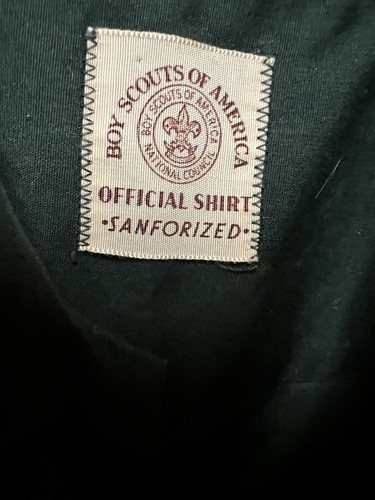 BOY SCOUTS OF AMERICA
BOY SCOUTS OF AMERICA
NATIONAL COUNCIL
OFFICIAL SHIRT
•SANFORIZED•